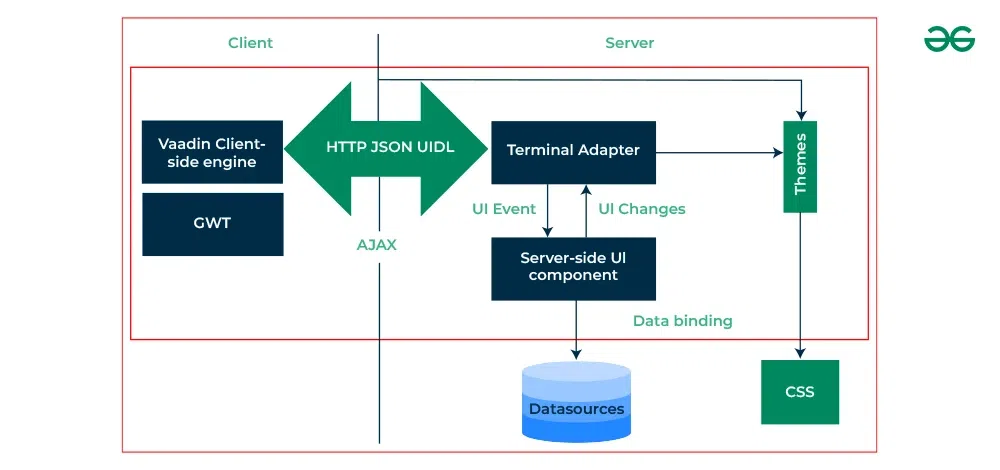 Client
Server
Vaadin Client-
side engine
HTTP JSON UIDL
Terminal Adapter
Themes
GWT
UI Event
UI Changes
AJAX
Server-side UI
component
Data binding
Datasources
CSS